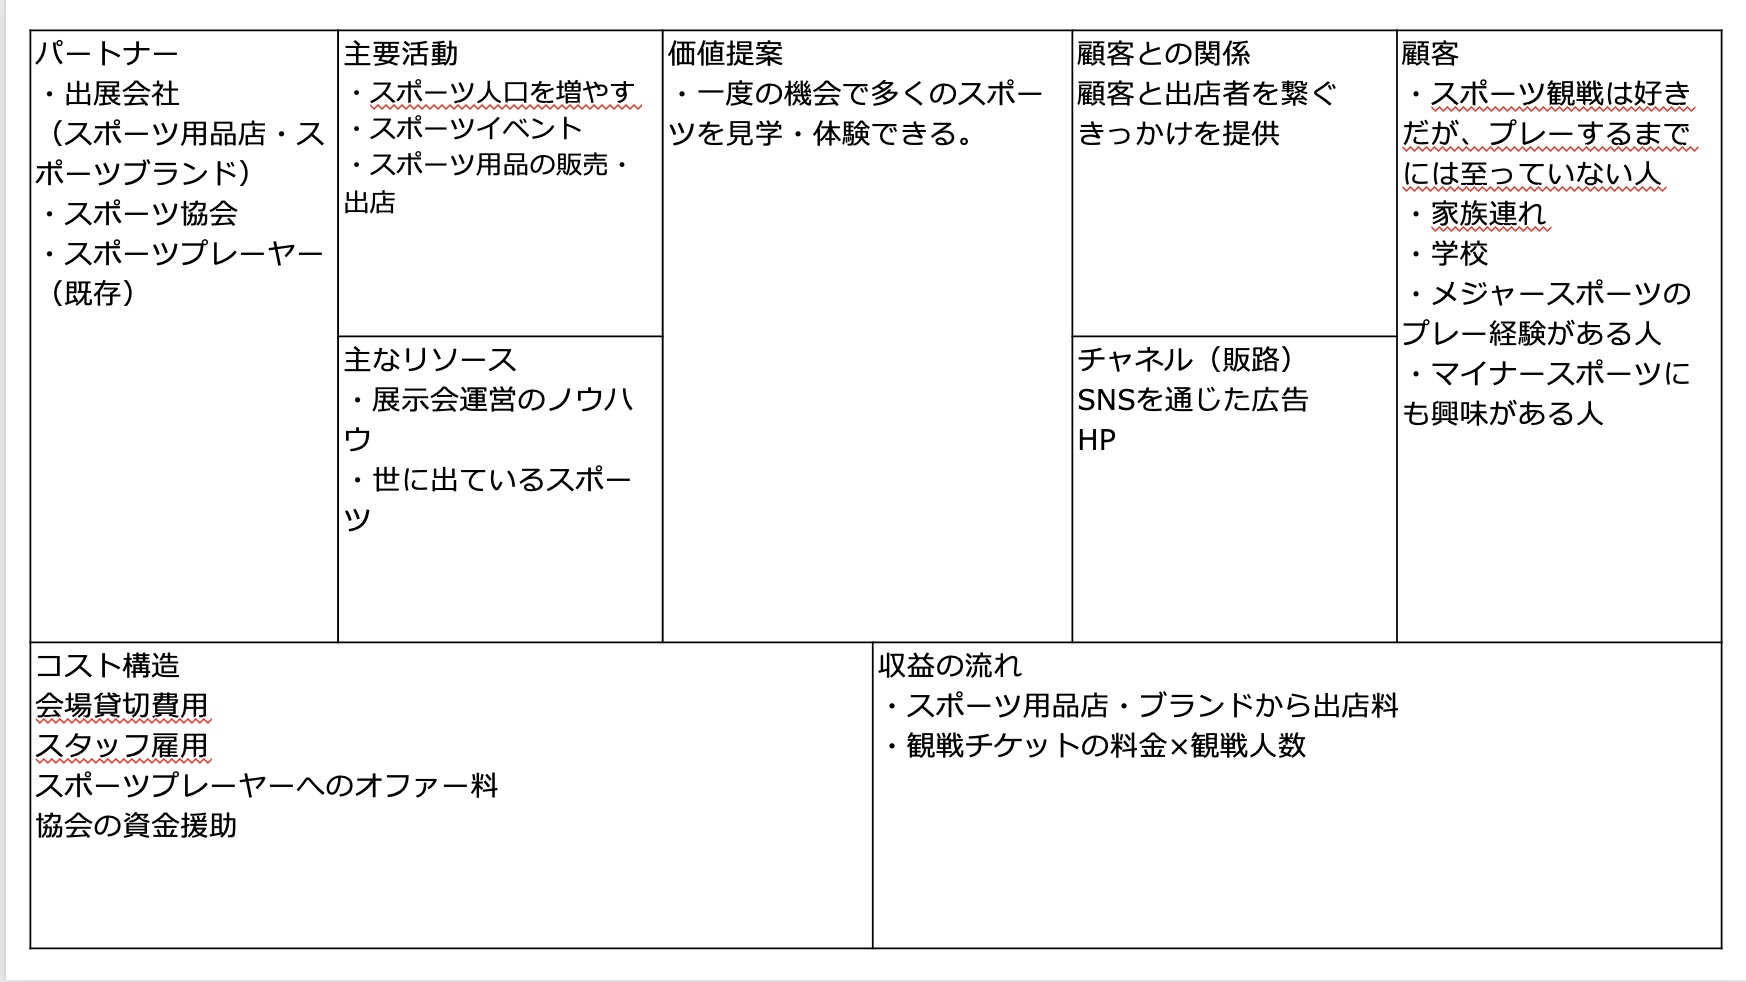 パートナー
・出展会社
（スポーツ用品店・ス
ポーツブランド）
・スポーツ協会
・スポーツプレーヤー
（既存）
主要活動
・スポーツ人口を増やす
・スポーツイベント
・スポーツ用品の販売・
出店
主なリソース
・展示会運営のノウハ
ウ
・世に出ているスポー
ツ
価値提案
・一度の機会で多くのスポー
ツを見学・体験できる。
顧客との関係
顧客と出店者を繋ぐ
きっかけを提供
チャネル（販路）
SNSを通じた広告
HP
顧客
・スポーツ観戦は好き
だが、プレーするまで
には至っていない人
・家族連れ
・学校
・メジャースポーツの
プレー経験がある人
・マイナースポーツに
も興味がある人
コスト構造
会場貸切費用
スタッフ雇用
スポーツプレーヤーへのオファー料
協会の資金援助
収益の流れ
・スポーツ用品店・ブランドから出店料
・観戦チケットの料金×観戦人数